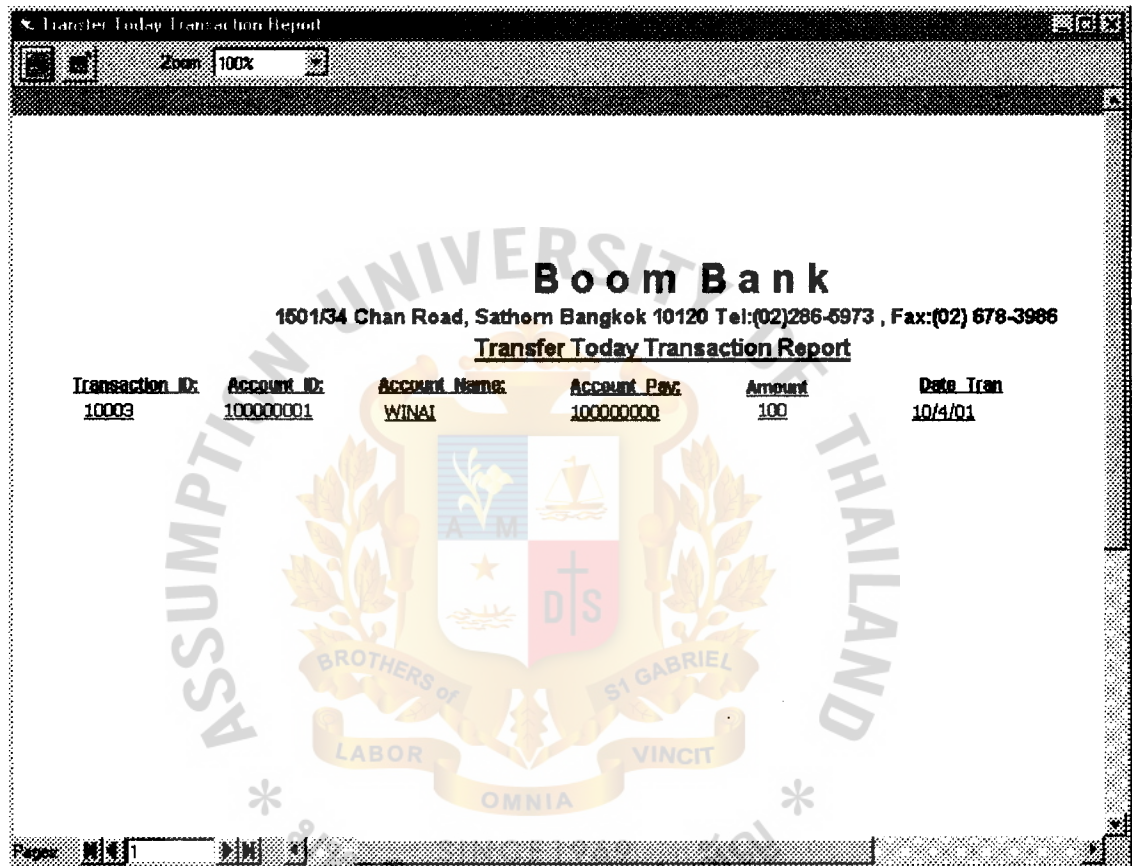 Transfer Today Transaction Report
Zoom 100%
Boom Bank
1501/34 Chan Road, Sathorn Bangkok 10120 Tel:(02)286-5973 , Fax:(02) 678-3986
Transfer Today Transaction Report
Transaction ID: Account ID: Account Name: Account Pay: Amount Date Tran
10003 100000001 WINAI 100000000 100 10/4/01
ASSUMPTION UNIVERSITY OF THAILAND
A M
D S
BROTHERS of ST GABRIEL
LABOR OMNIA VINCIT
Pages: 1